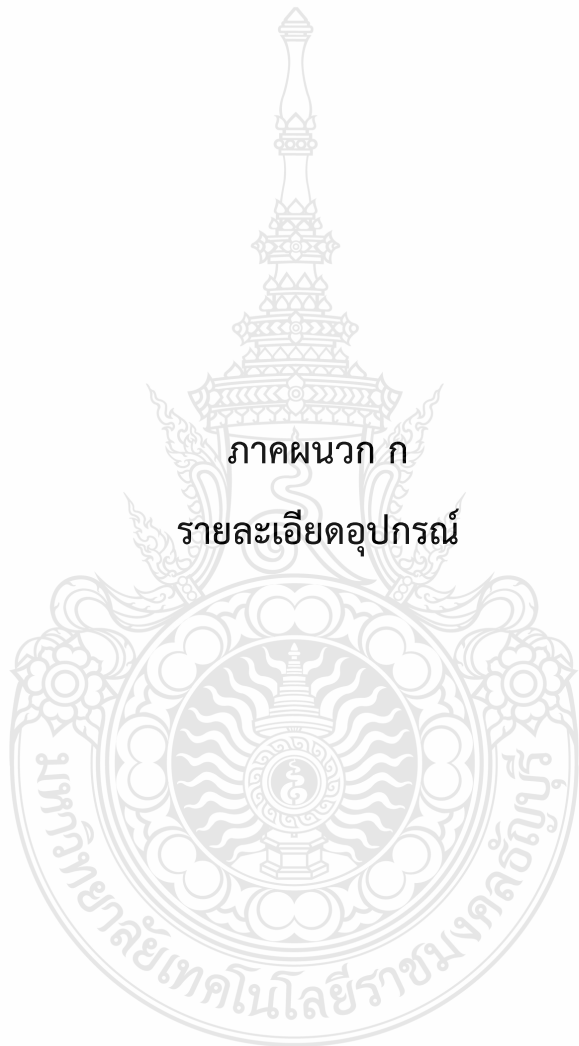 ภาคผนวก ก
รายละเอียดอุปกรณ์
มหาวิทยาลัยเทคโนโลยีราชมงคลธัญบุรี